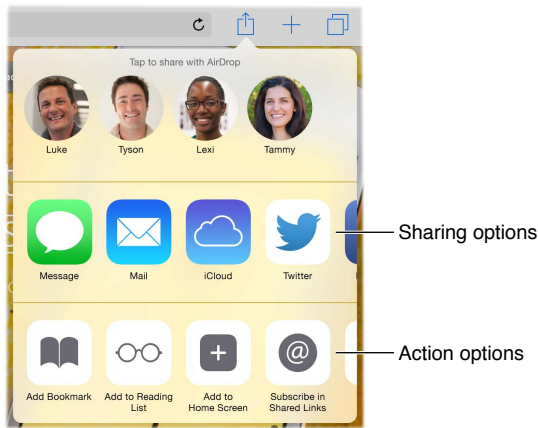 Tap to share with AirDrop
Luke Tyson Lexi Tammy
Message Mail iCloud Twitter
Sharing options
Add Bookmark Add to Reading List Add to Home Screen Subscribe in Shared Links
Action options